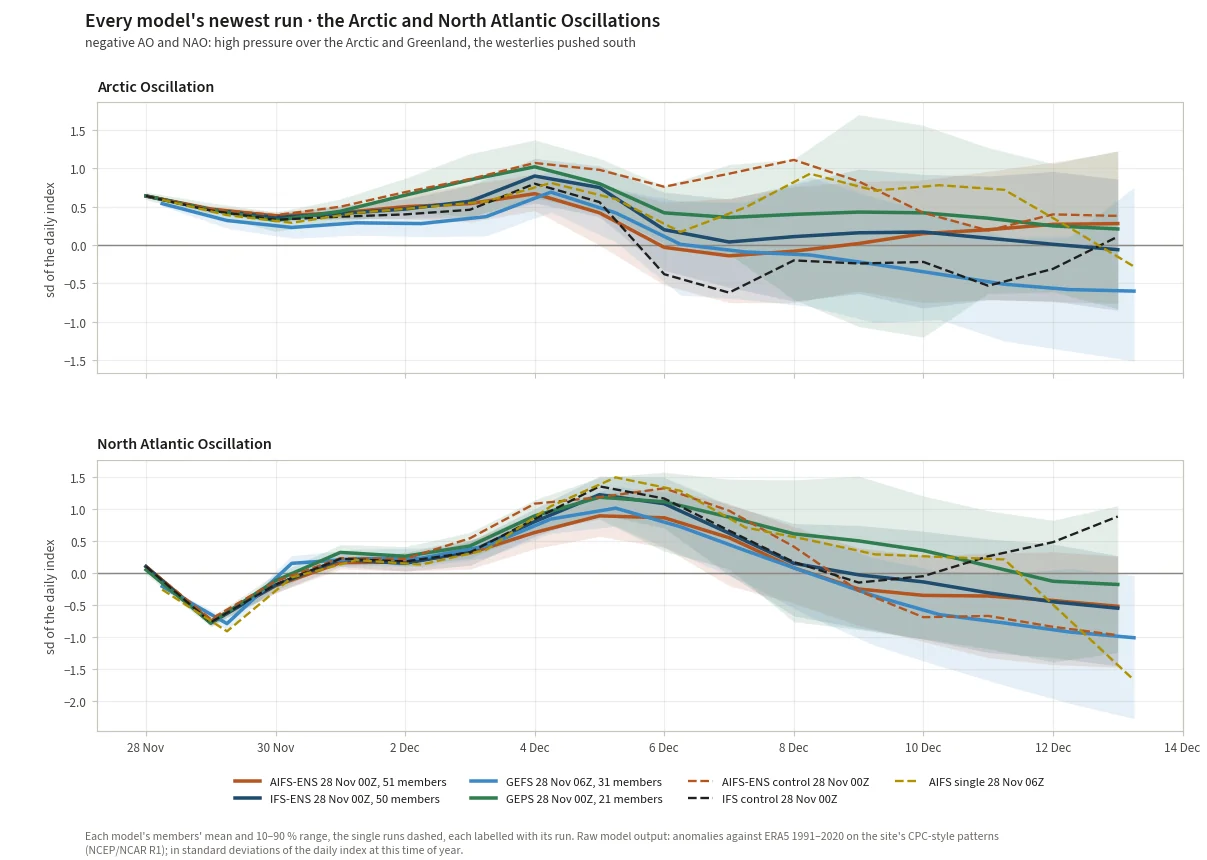 Every model's newest run · the Arctic and North Atlantic Oscillations
negative AO and NAO: high pressure over the Arctic and Greenland, the westerlies pushed south
Arctic Oscillation
1.5
1.0
0.5
0.0
−0.5
−1.0
−1.5
sd of the daily index
North Atlantic Oscillation
1.5
1.0
0.5
0.0
−0.5
−1.0
−1.5
−2.0
sd of the daily index
28 Nov 30 Nov 2 Dec 4 Dec 6 Dec 8 Dec 10 Dec 12 Dec 14 Dec
AIFS-ENS 28 Nov 00Z, 51 members GEFS 28 Nov 06Z, 31 members AIFS-ENS control 28 Nov 00Z AIFS single 28 Nov 06Z
IFS-ENS 28 Nov 00Z, 50 members GEPS 28 Nov 00Z, 21 members IFS control 28 Nov 00Z
Each model's members' mean and 10–90 % range, the single runs dashed, each labelled with its run. Raw model output: anomalies against ERA5 1991–2020 on the site's CPC-style patterns
(NCEP/NCAR R1); in standard deviations of the daily index at this time of year.